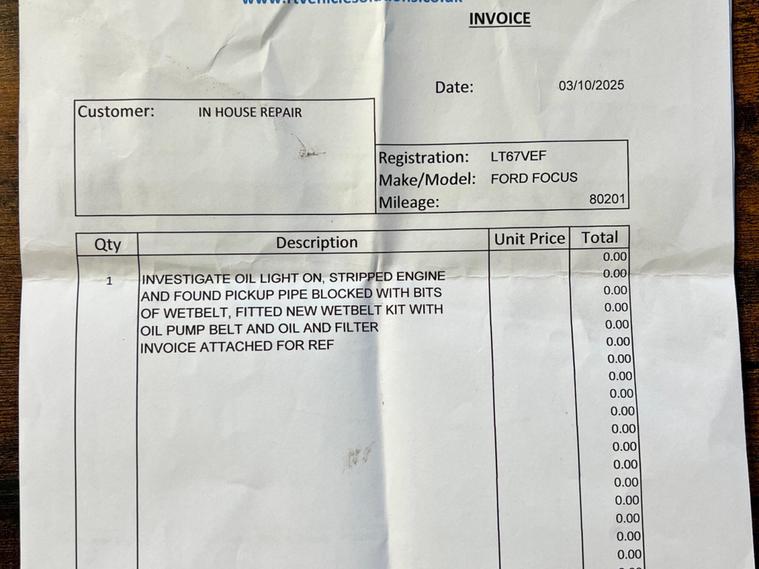 INVOICE
Date: 03/10/2025
Customer: IN HOUSE REPAIR
Registration: LT67VEF
Make/Model: FORD FOCUS
Mileage: 80201
Qty Description Unit Price Total
0.00
1 INVESTIGATE OIL LIGHT ON, STRIPPED ENGINE 0.00
AND FOUND PICKUP PIPE BLOCKED WITH BITS 0.00
OF WETBELT, FITTED NEW WETBELT KIT WITH 0.00
OIL PUMP BELT AND OIL AND FILTER 0.00
INVOICE ATTACHED FOR REF 0.00
0.00
0.00
0.00
0.00
0.00
0.00
0.00
0.00
0.00
0.00
0.00
0.00